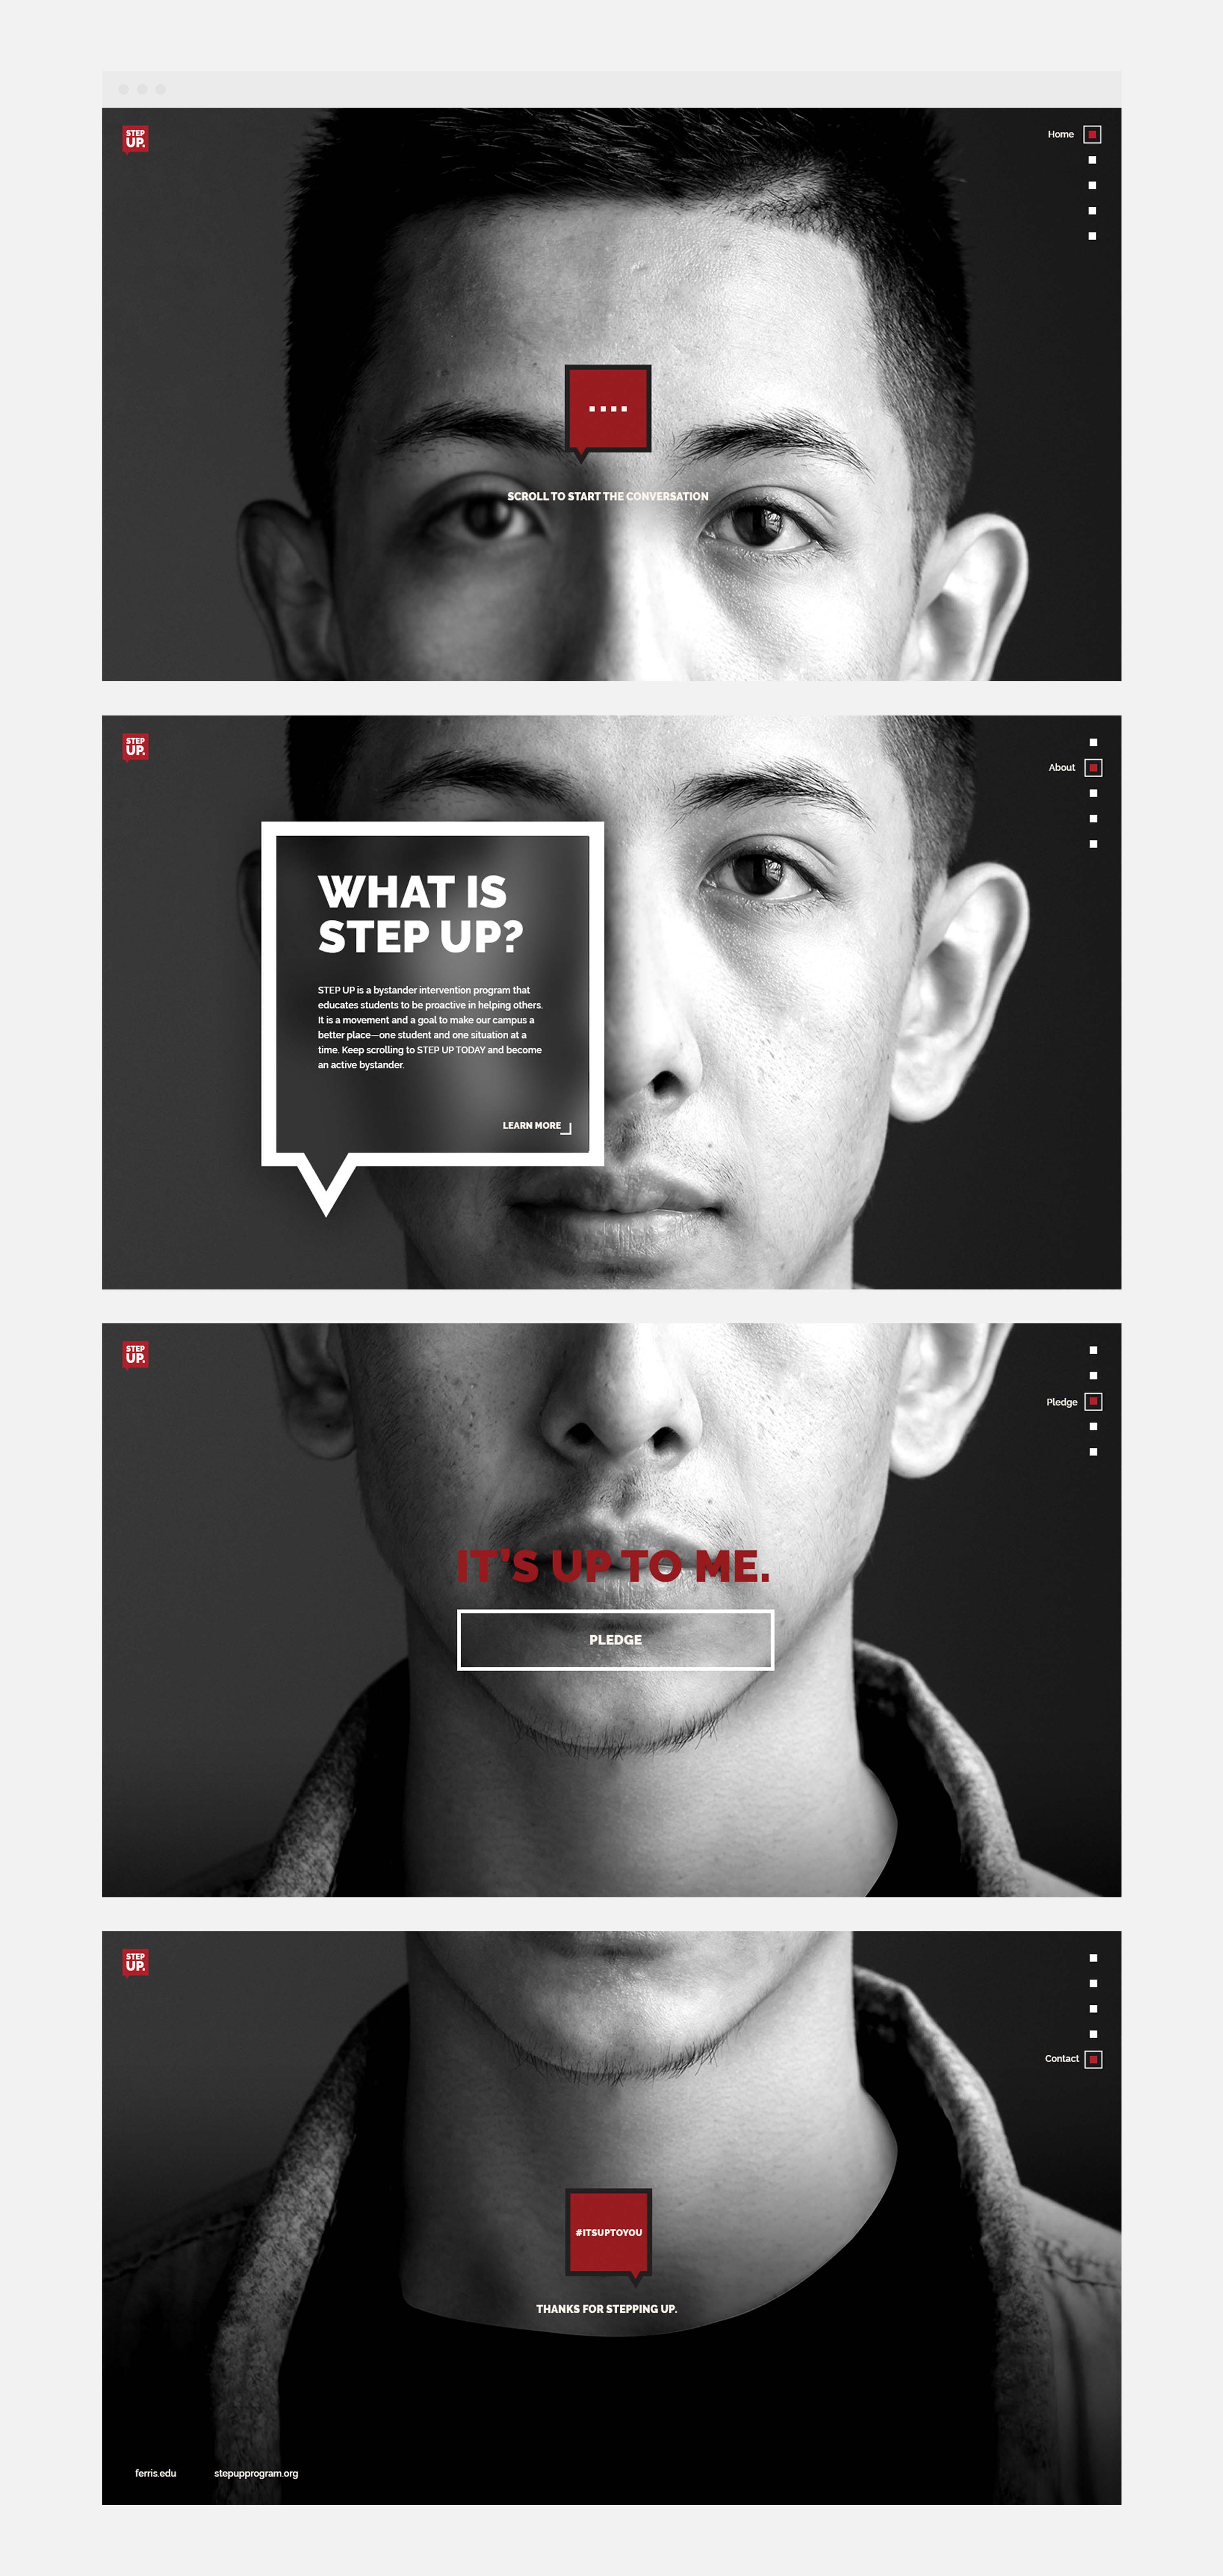 STEP
UP.
Home
SCROLL TO START THE CONVERSATION
STEP
UP.
About
WHAT IS
STEP UP?
STEP UP is a bystander intervention program that
educates students to be proactive in helping others.
It is a movement and a goal to make our campus a
better place—one student and one situation at a
time. Keep scrolling to STEP UP TODAY and become
an active bystander.
LEARN MORE
STEP
UP.
Pledge
IT'S UP TO ME.
PLEDGE
STEP
UP.
Contact
#ITSUPTOYOU
THANKS FOR STEPPING UP.
ferris.edu
stepupprogram.org